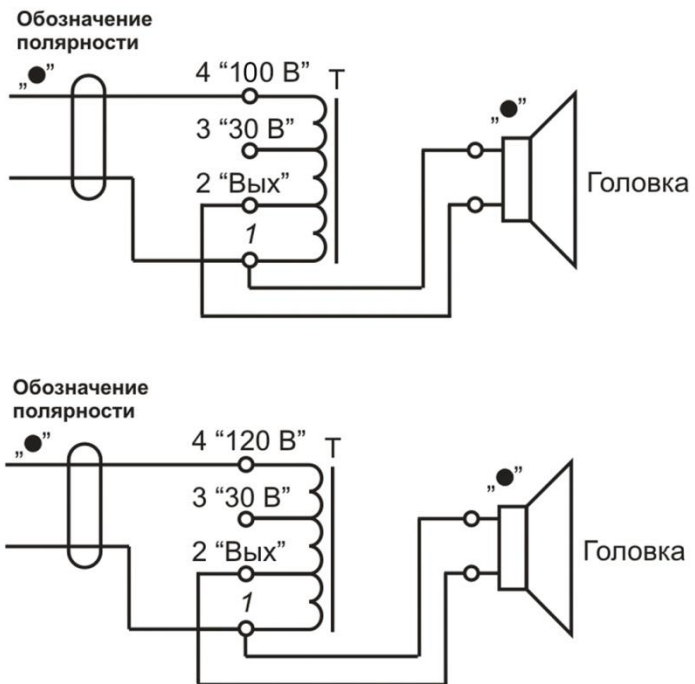 Обозначение
полярности
„●”
4 “100 В”
Т
3 “30 В”
„●”
2 “Вых”
Головка
1
Обозначение
полярности
„●”
4 “120 В”
Т
3 “30 В”
„●”
2 “Вых”
Головка
1